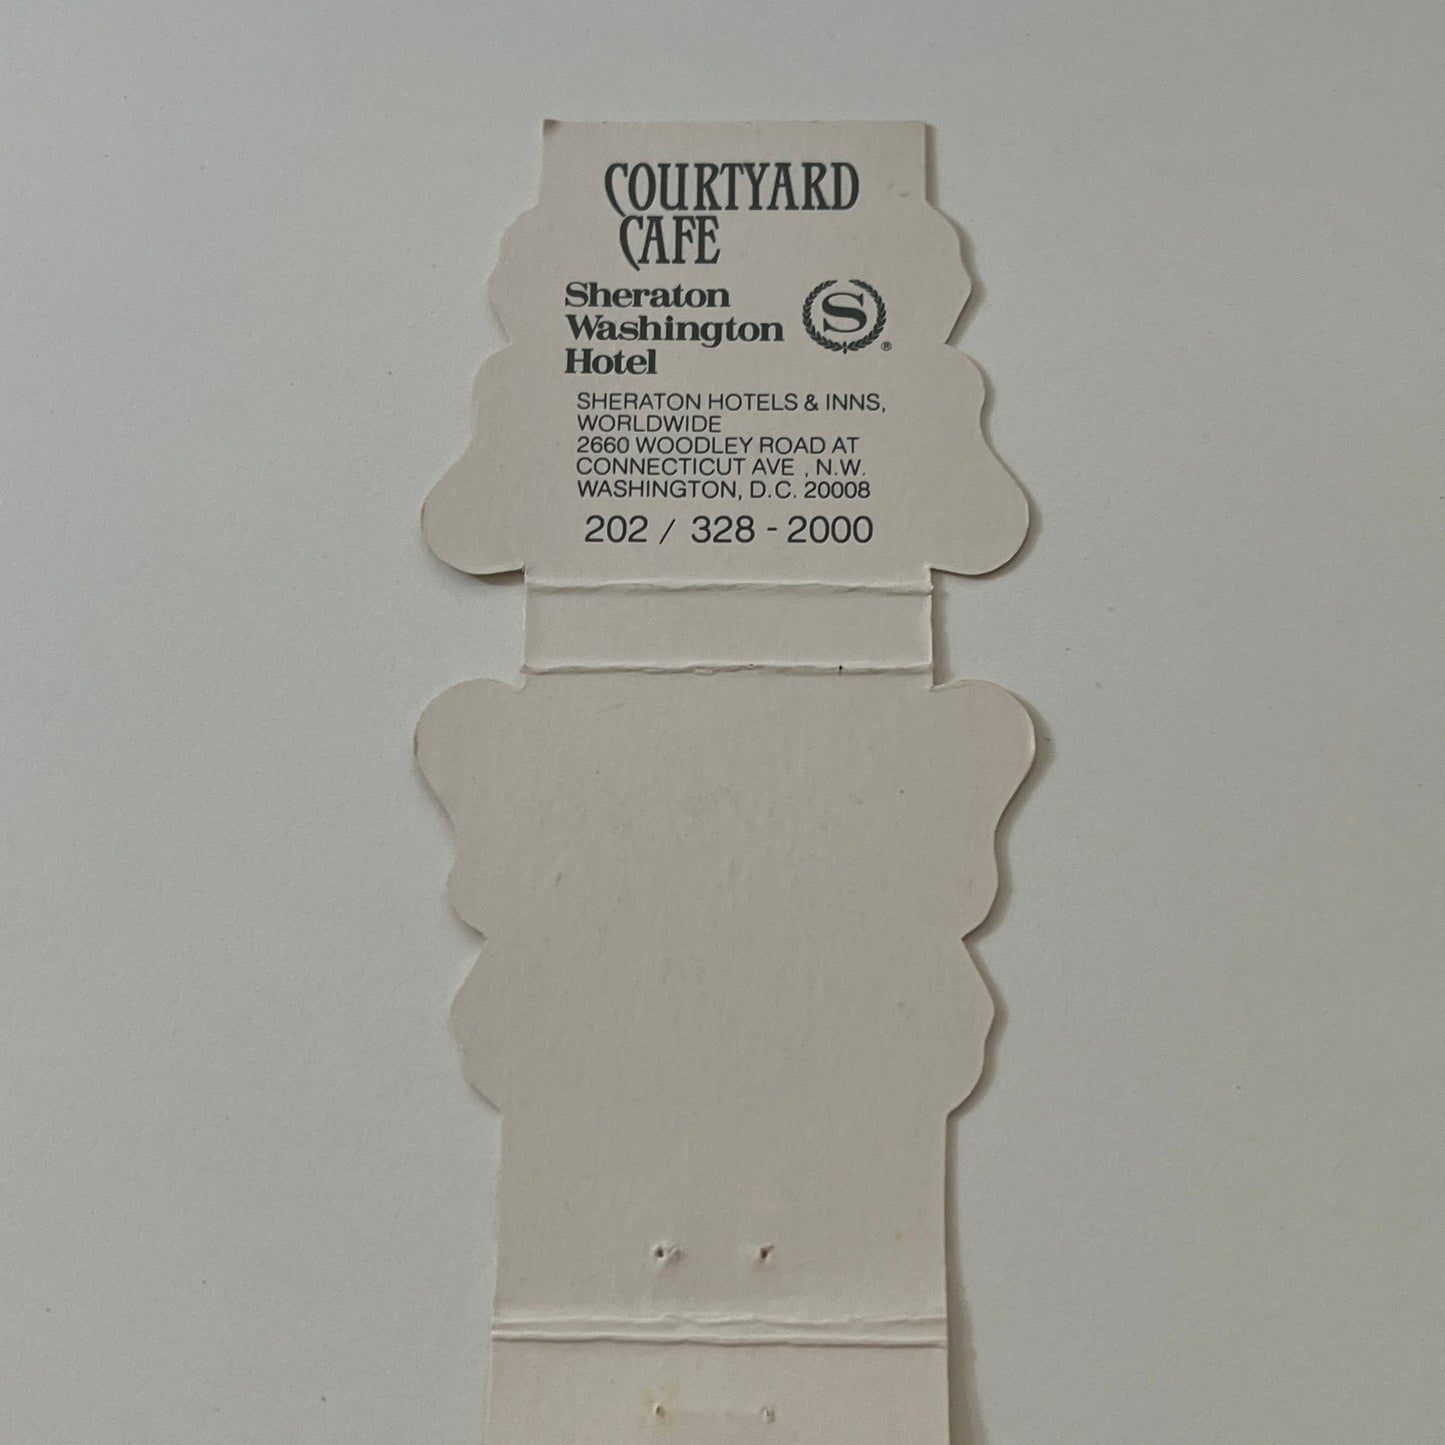 COURTYARD
CAFE
Sheraton
Washington
Hotel
S
®
SHERATON HOTELS & INNS,
WORLDWIDE
2660 WOODLEY ROAD AT
CONNECTICUT AVE , N.W.
WASHINGTON, D.C. 20008
202 / 328 - 2000